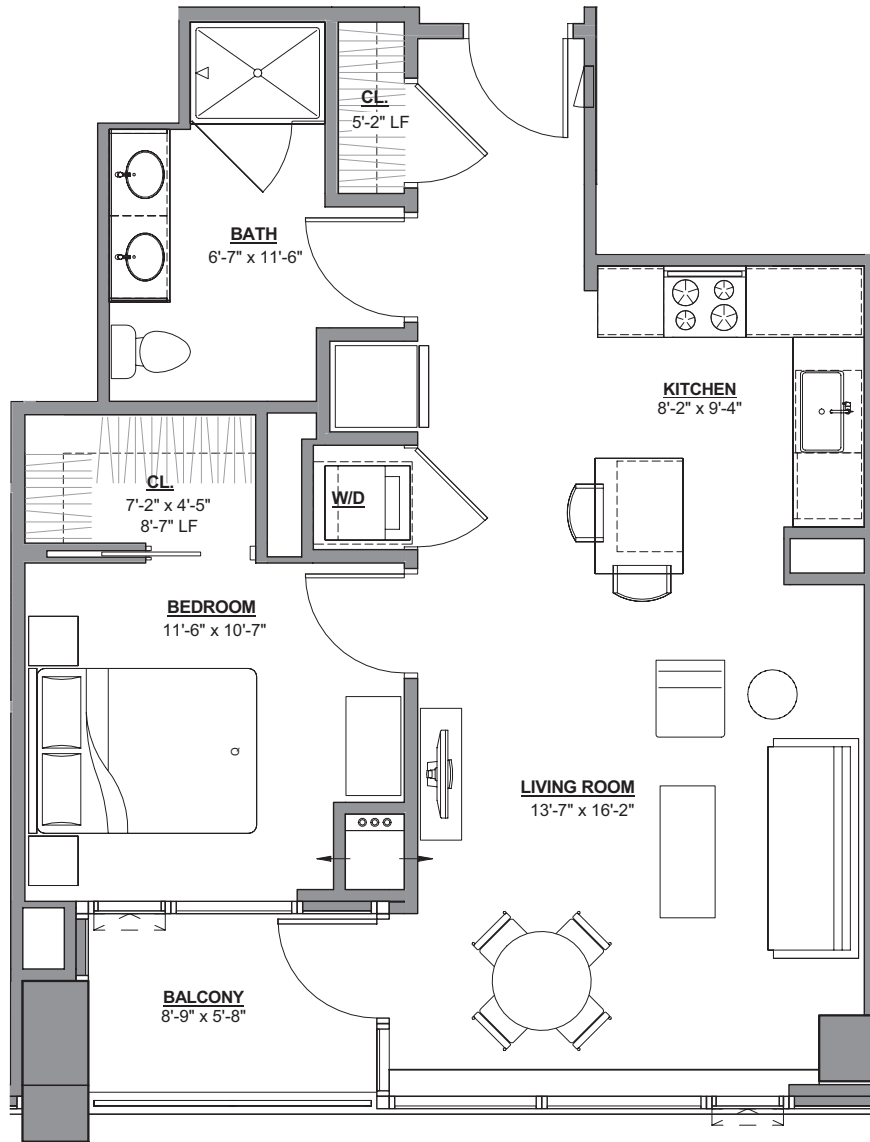 CL.
5'-2" LF
BATH
6'-7" x 11'-6"
KITCHEN
8'-2" x 9'-4"
CL.
7'-2" x 4'-5"
8'-7" LF
W/D
BEDROOM
11'-6" x 10'-7"
LIVING ROOM
13'-7" x 16'-2"
BALCONY
8'-9" x 5'-8"